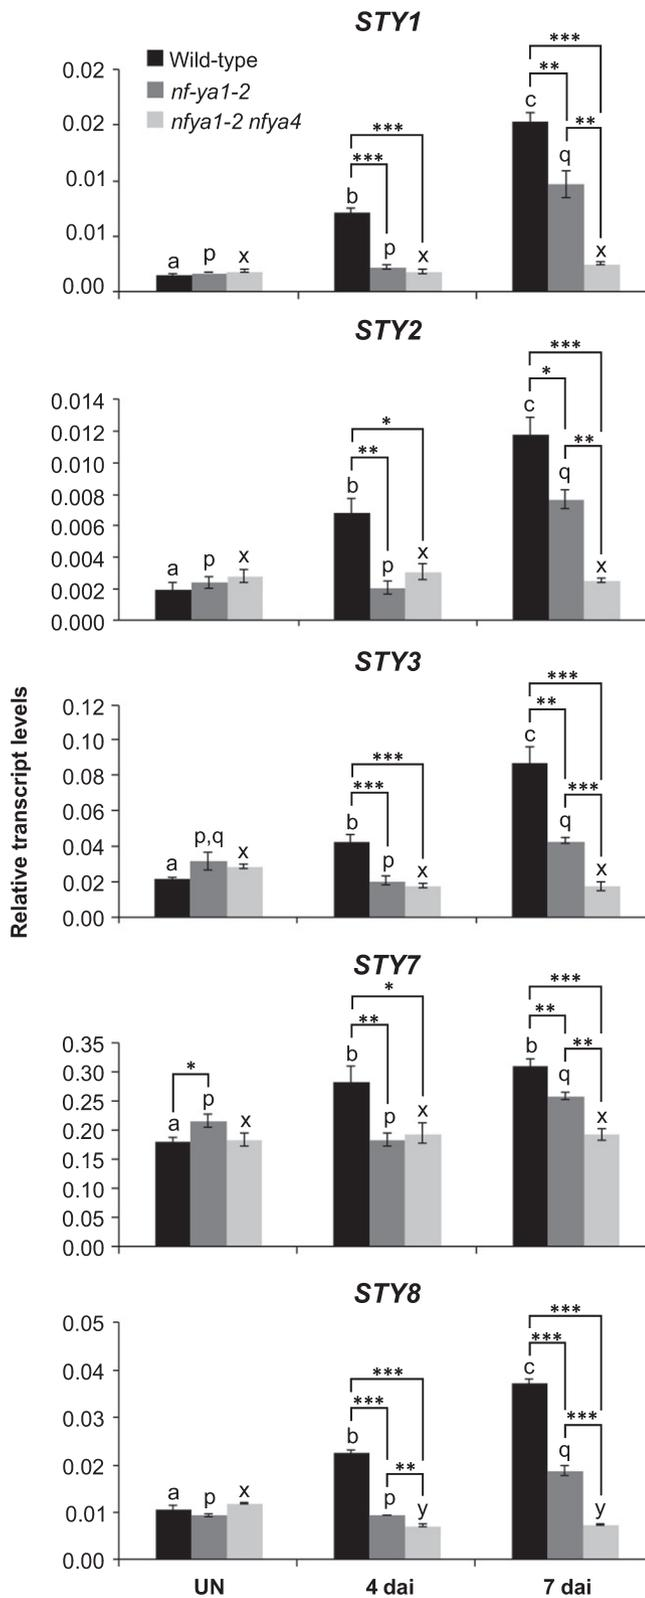 STY1
Wild-type
nf-ya1-2
nfya1-2 nfya4
0.02
0.02
0.01
0.01
0.00
a p x
*** *** b p x
*** ** ** c q x
STY2
0.014
0.012
0.010
0.008
0.006
0.004
0.002
0.000
a p x
* ** b p x
*** * ** c q x
STY3
0.12
0.10
0.08
0.06
0.04
0.02
0.00
a p,q x
*** *** b p x
*** ** *** c q x
STY7
0.35
0.30
0.25
0.20
0.15
0.10
0.05
0.00
* a p x
* ** b p x
*** ** ** b q x
STY8
0.05
0.04
0.03
0.02
0.01
0.00
a p x
*** *** ** b p y
*** *** *** c q y
UN 4 dai 7 dai
Relative transcript levels